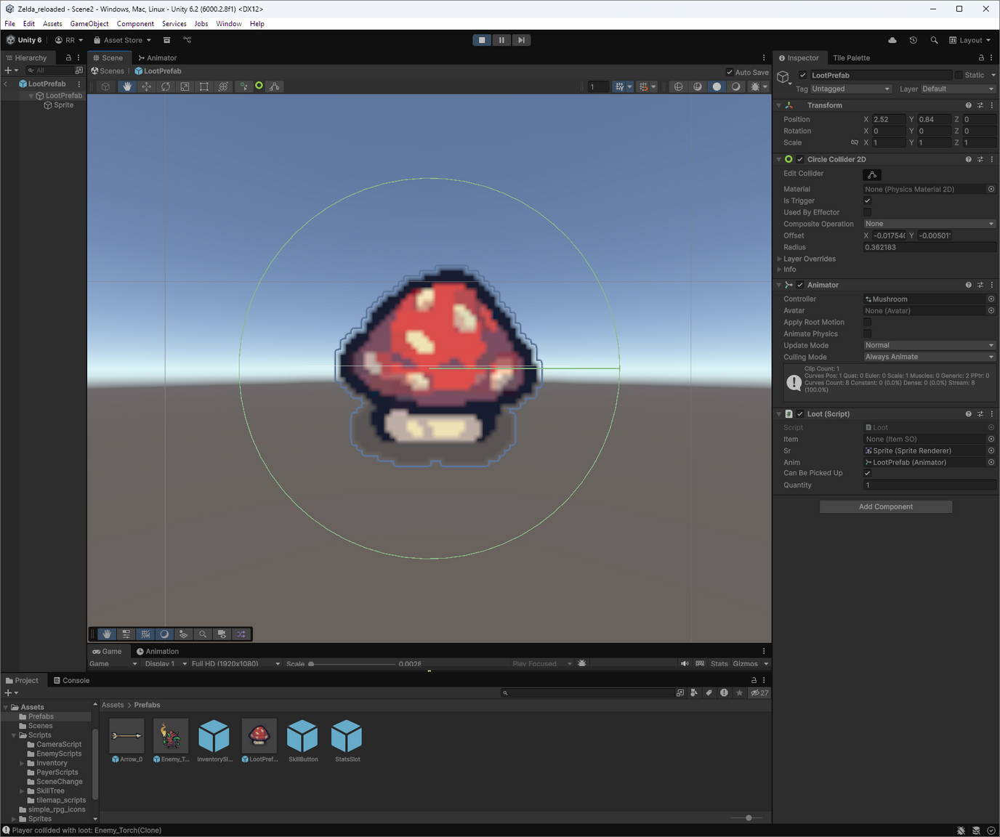 Zelda_reloaded - Scene2 - Windows, Mac, Linux - Unity 6.2 (6000.2.8f1) <DX12>
File Edit Assets GameObject Component Services Jobs Window Help
Unity 6 RR Asset Store Layout
Hierarchy
All
LootPrefab
LootPrefab
Sprite
Scene Animator
Scenes LootPrefab Auto Save
1
Game Animation
Game Display 1 Full HD (1920x1080) Scale 0.0028 Play Focused Stats Gizmos
Inspector Tile Palette
LootPrefab Static
Tag Untagged Layer Default
Transform
Position X 2.52 Y 0.84 Z 0
Rotation X 0 Y 0 Z 0
Scale X 1 Y 1 Z 1
Circle Collider 2D
Edit Collider
Material None (Physics Material 2D)
Is Trigger
Used By Effector
Composite Operation None
Offset X -0.01754 Y -0.00501
Radius 0.362183
Layer Overrides
Info
Animator
Controller Mushroom
Avatar None (Avatar)
Apply Root Motion
Animate Physics
Update Mode Normal
Culling Mode Always Animate
Clip Count: 1
Curves Pos: 1 Quat: 0 Euler: 0 Scale: 1 Muscles: 0 Generic: 2 PPtr: 0
Curves Count: 8 Constant: 0 (0.0%) Dense: 0 (0.0%) Stream: 8
(100.0%)
Loot (Script)
Script Loot
Item None (Item SO)
Sr Sprite (Sprite Renderer)
Anim LootPrefab (Animator)
Can Be Picked Up
Quantity 1
Add Component
Project Console
27
Assets
Prefabs
Scenes
Scripts
CameraScript
EnemyScripts
Inventory
PayerScripts
SceneChange
SkillTree
tilemap_scripts
simple_rpg_icons
Sprites
Assets > Prefabs
Arrow_0 Enemy_T... InventorySl... LootPref... SkillButton StatsSlot
Player collided with loot: Enemy_Torch(Clone)